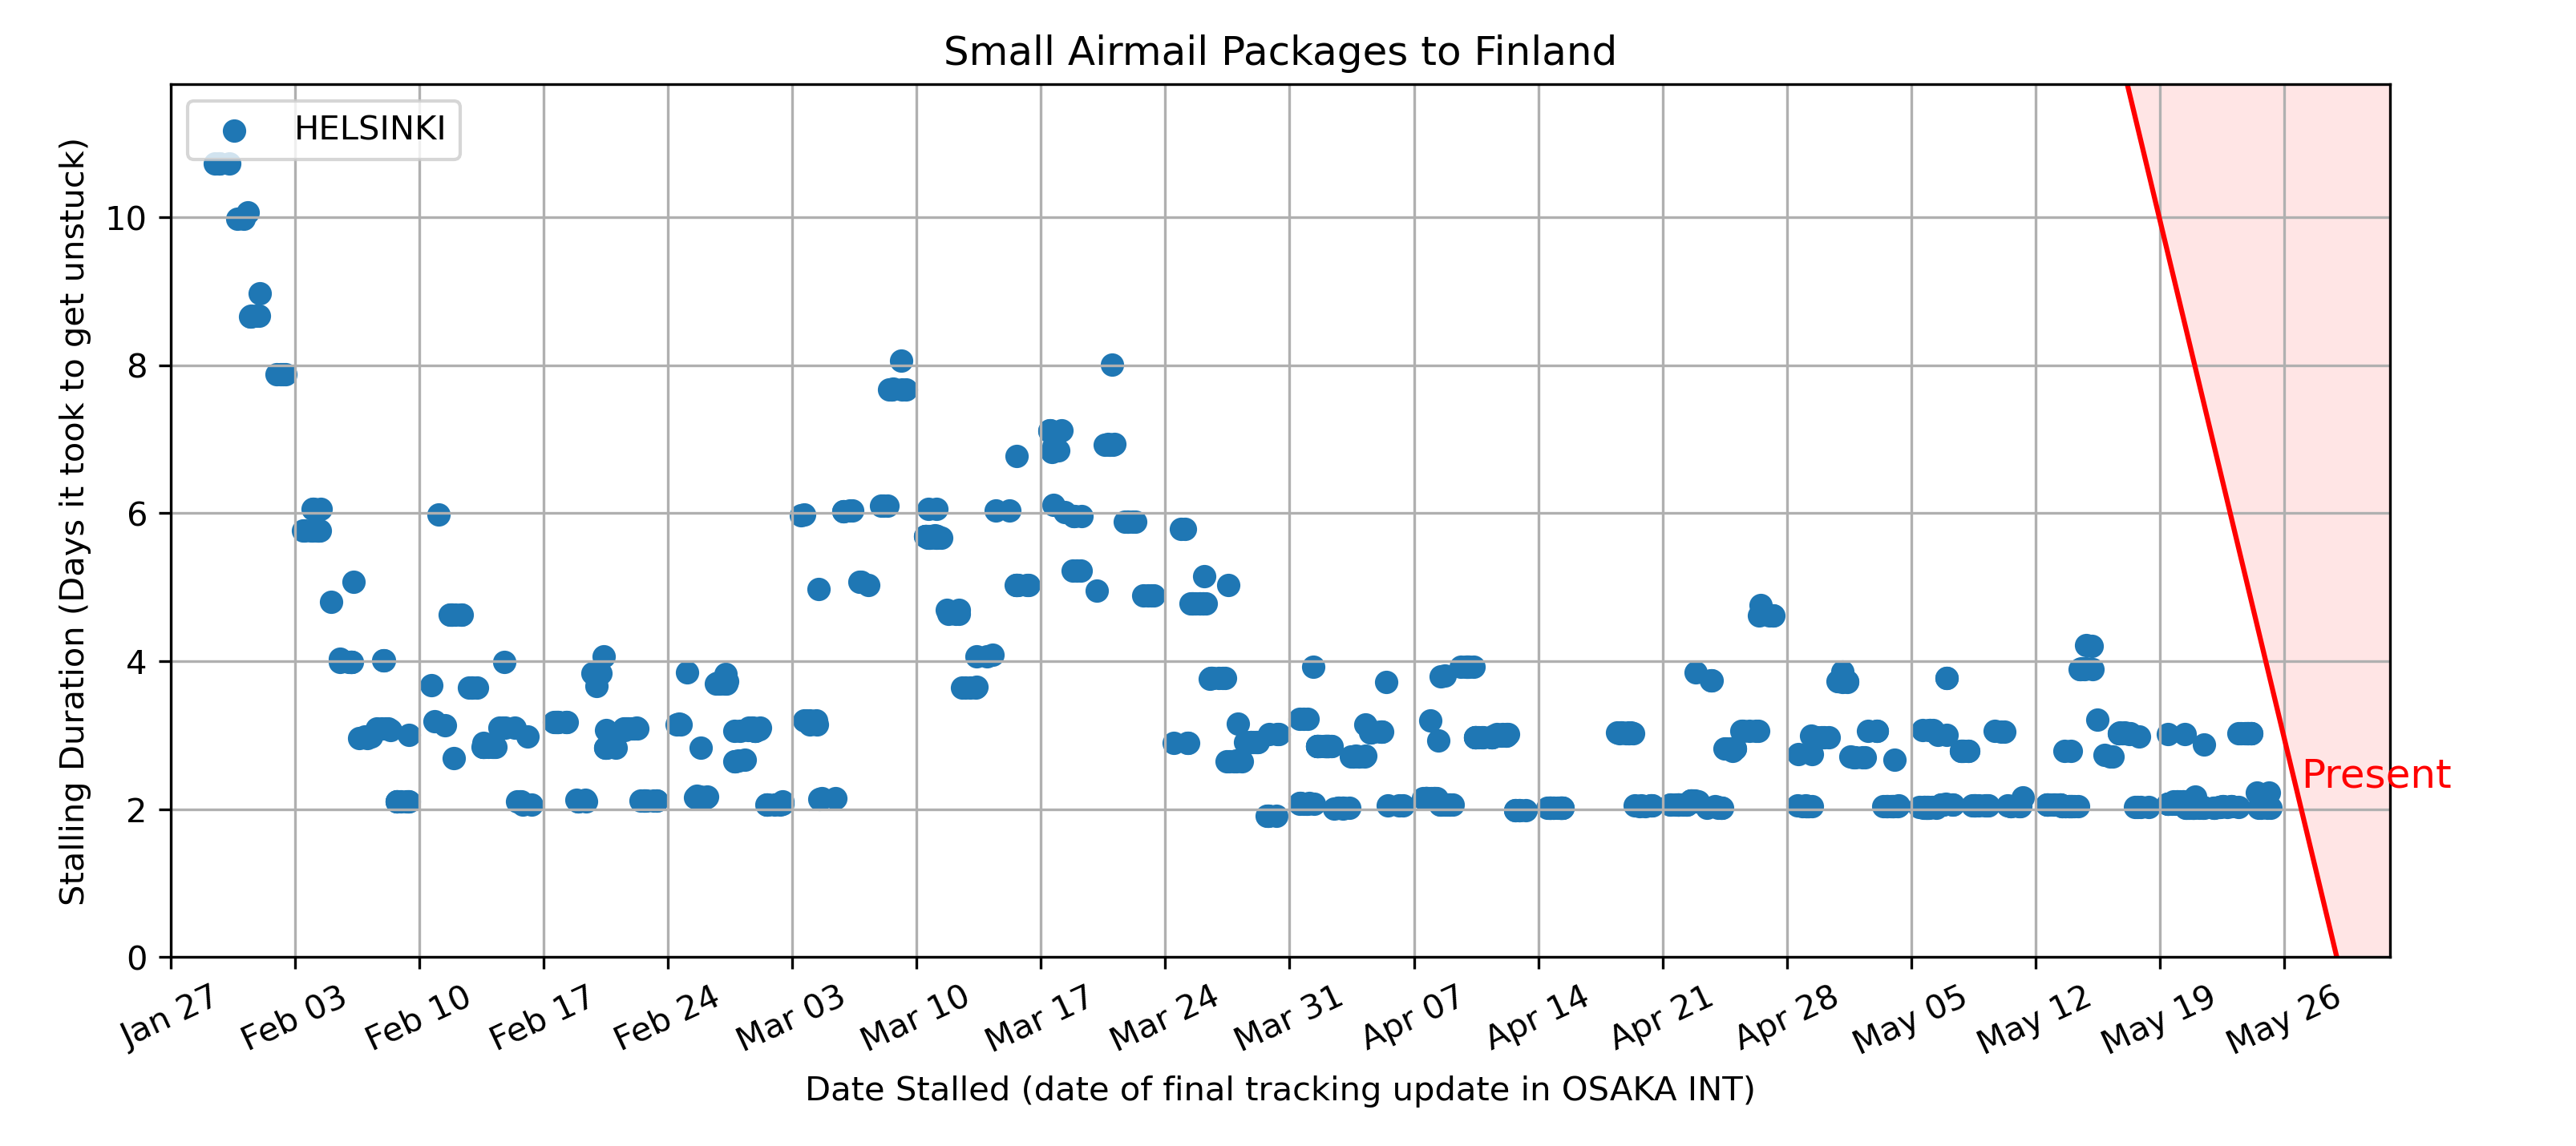 Small Airmail Packages to Finland
HELSINKI
Stalling Duration (Days it took to get unstuck)
10
8
6
4
2
0
Present
Jan 27
Feb 03
Feb 10
Feb 17
Feb 24
Mar 03
Mar 10
Mar 17
Mar 24
Mar 31
Apr 07
Apr 14
Apr 21
Apr 28
May 05
May 12
May 19
May 26
Date Stalled (date of final tracking update in OSAKA INT)